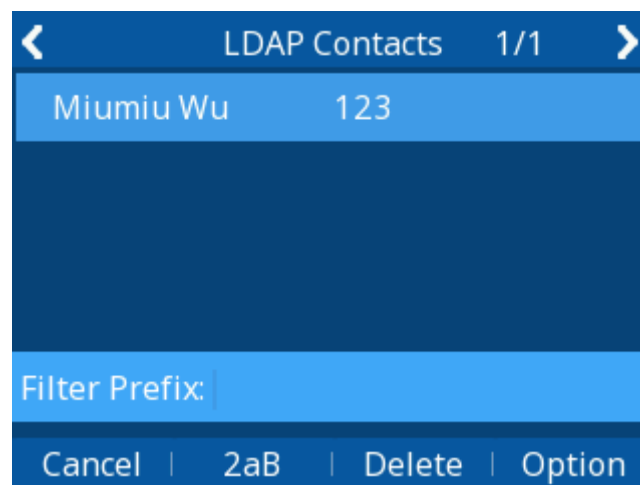 LDAP Contacts 1/1
Miumiu Wu 123
Filter Prefix:
Cancel 2aB Delete Option